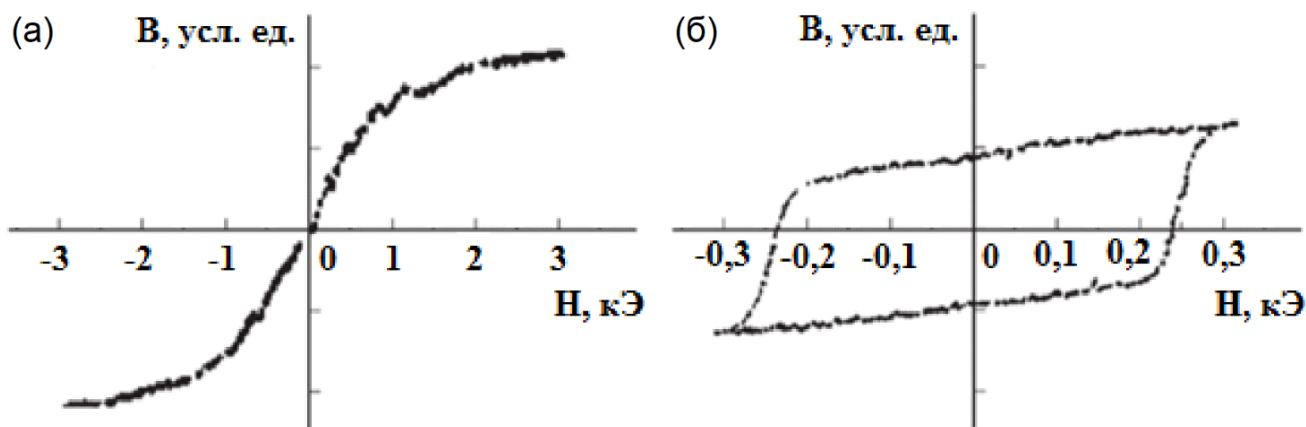 (а) В, усл. ед.
-3 -2 -1 0 1 2 3
Н, кЭ
(б) В, усл. ед.
-0,3 -0,2 -0,1 0 0,1 0,2 0,3
Н, кЭ